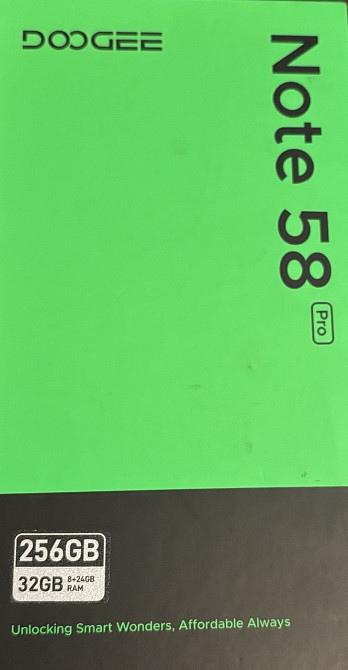 DOOGEE
Note 58 Pro
256GB
32GB 8+24GB RAM
Unlocking Smart Wonders, Affordable Always